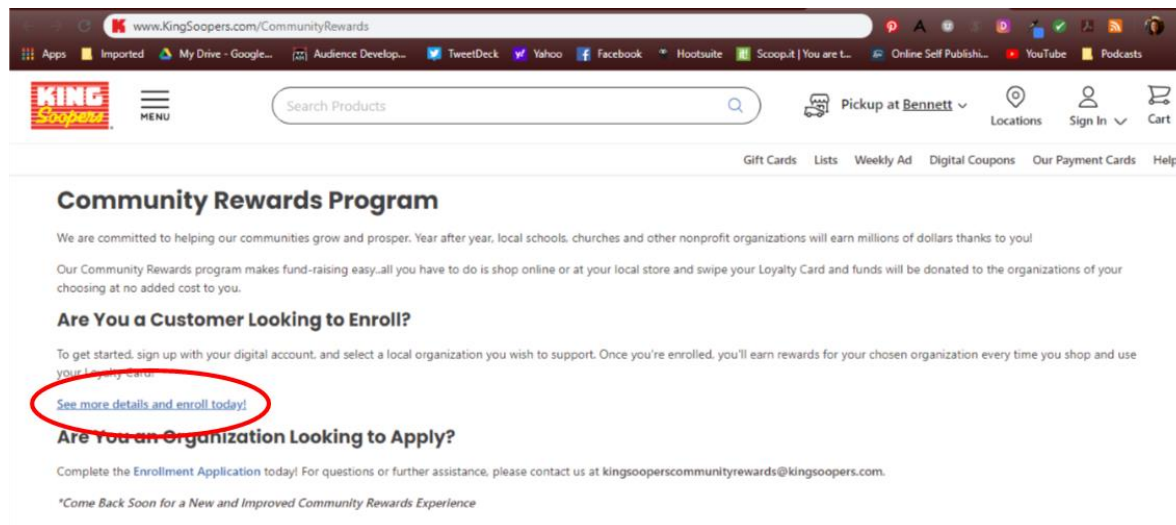 www.KingSoopers.com/CommunityRewards
Apps Imported My Drive - Google... Audience Develop... TweetDeck Yahoo Facebook Hootsuite Scoop.it | You are t... Online Self Publishi... YouTube Podcasts
KING
Soopers
MENU
Search Products
Pickup at Bennett
Locations
Sign In
Cart
Gift Cards Lists Weekly Ad Digital Coupons Our Payment Cards Help
Community Rewards Program
We are committed to helping our communities grow and prosper. Year after year, local schools, churches and other nonprofit organizations will earn millions of dollars thanks to you!
Our Community Rewards program makes fund-raising easy..all you have to do is shop online or at your local store and swipe your Loyalty Card and funds will be donated to the organizations of your
choosing at no added cost to you.
Are You a Customer Looking to Enroll?
To get started, sign up with your digital account, and select a local organization you wish to support. Once you're enrolled, you'll earn rewards for your chosen organization every time you shop and use
your Loyalty Card!
See more details and enroll today!
Are You an Organization Looking to Apply?
Complete the Enrollment Application today! For questions or further assistance, please contact us at kingsooperscommunityrewards@kingsoopers.com.
*Come Back Soon for a New and Improved Community Rewards Experience